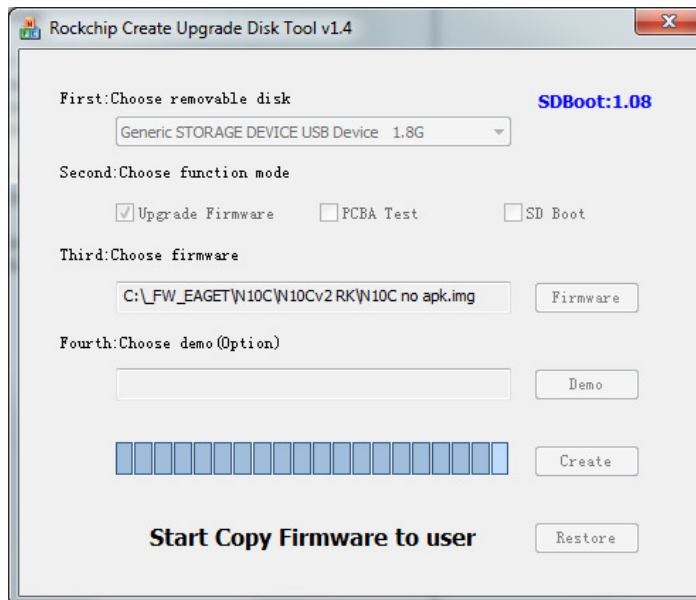 Rockchip Create Upgrade Disk Tool v1.4
First:Choose removable disk
SDBoot:1.08
Generic STORAGE DEVICE USB Device 1.8G
Second:Choose function mode
Upgrade Firmware PCBA Test SD Boot
Third:Choose firmware
C:\_FW_EAGET\N10C\N10Cv2 RK\N10C no apk.img Firmware
Fourth:Choose demo(Option)
Demo
Create
Start Copy Firmware to user Restore